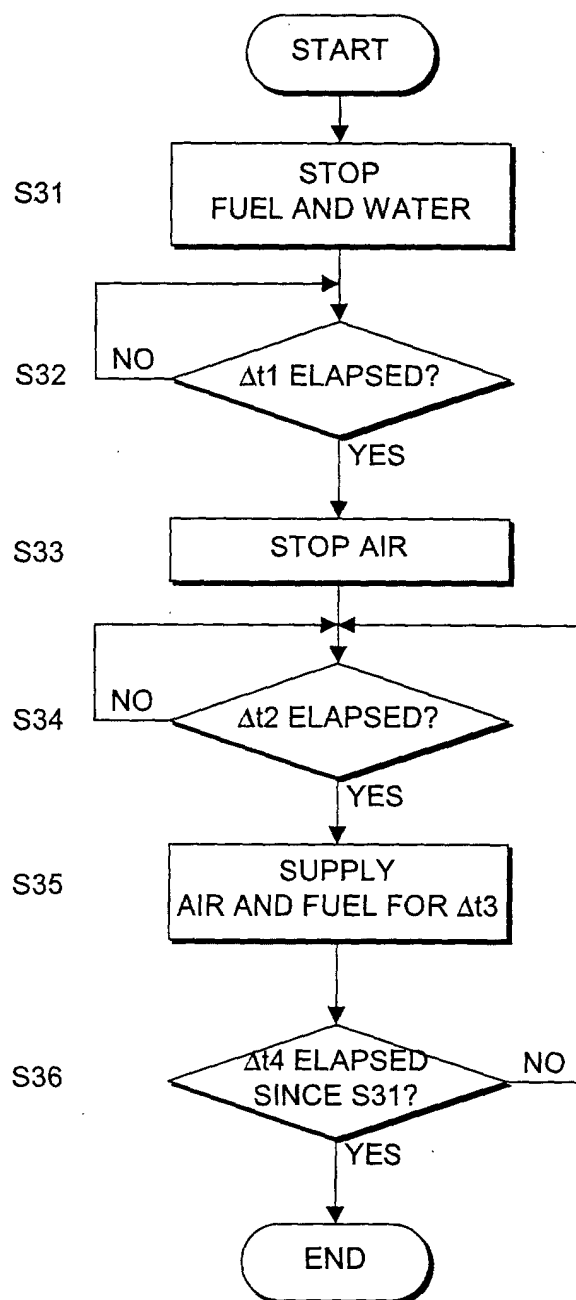 START
S31
STOP
FUEL AND WATER
S32
NO
Δt1 ELAPSED?
YES
S33
STOP AIR
S34
NO
Δt2 ELAPSED?
YES
S35
SUPPLY
AIR AND FUEL FOR Δt3
S36
Δt4 ELAPSED
SINCE S31?
NO
YES
END